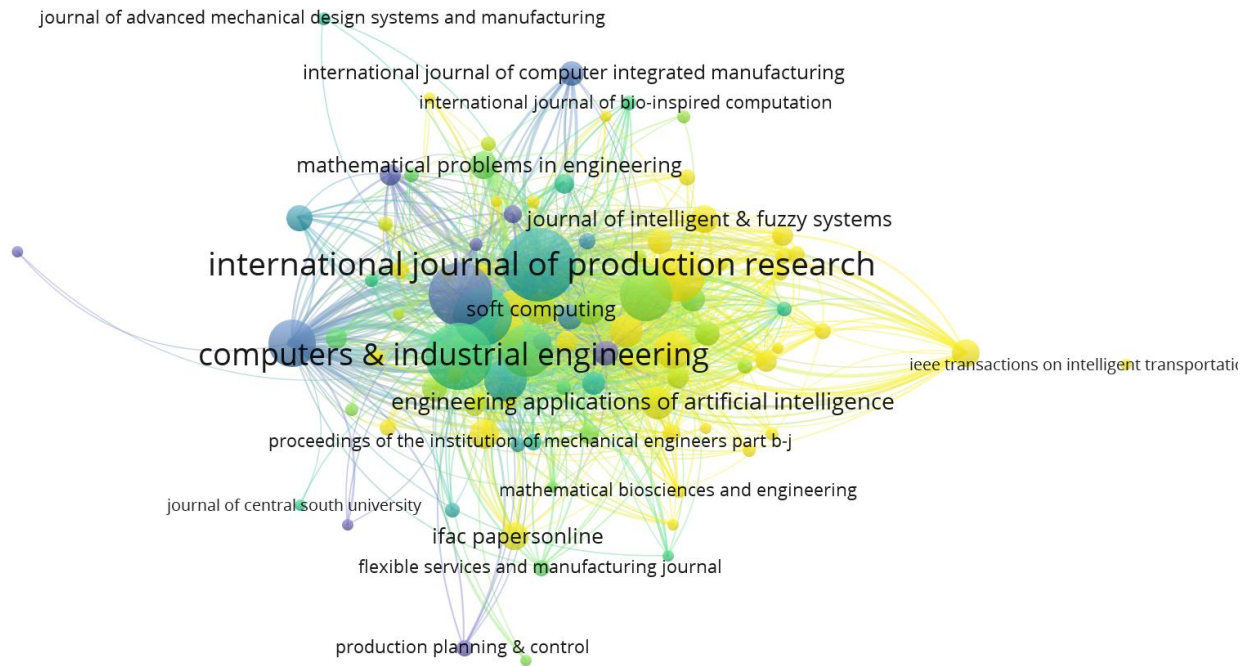 journal of advanced mechanical design systems and manufacturing
international journal of computer integrated manufacturing
international journal of bio-inspired computation
mathematical problems in engineering
journal of intelligent & fuzzy systems
international journal of production research
soft computing
computers & industrial engineering
ieee transactions on intelligent transportatio
engineering applications of artificial intelligence
proceedings of the institution of mechanical engineers part b-j
mathematical biosciences and engineering
journal of central south university
ifac papersonline
flexible services and manufacturing journal
production planning & control